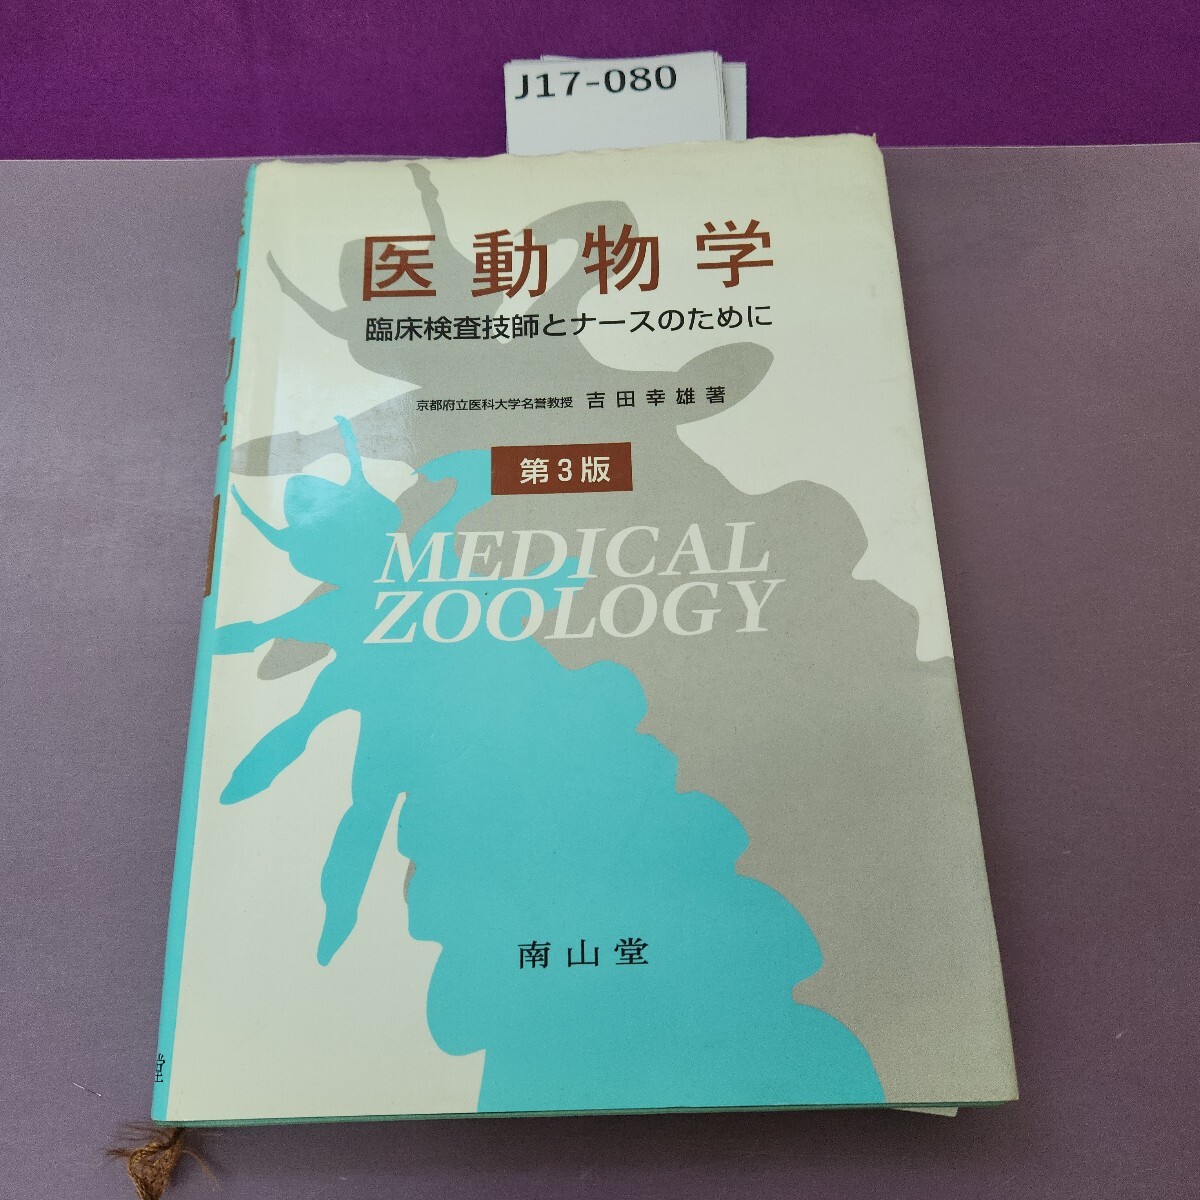 J17-080
医動物学
臨床検査技師とナースのために
京都府立医科大学名誉教授 吉田幸雄著
第3版
MEDICAL
ZOOLOGY
南山堂
堂